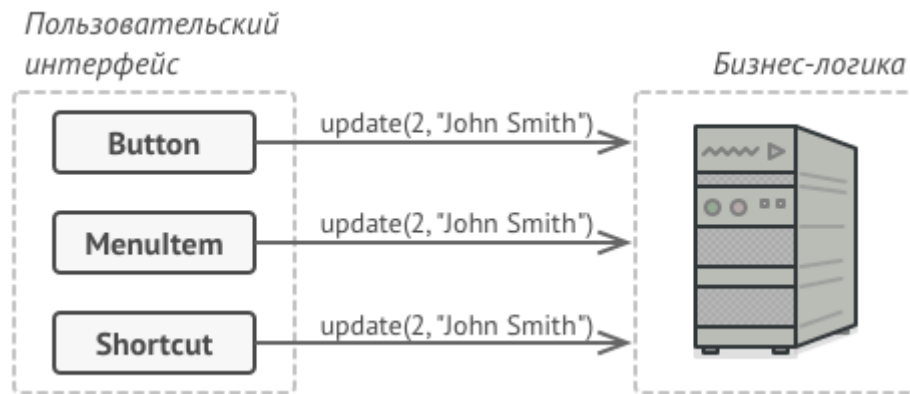 Пользовательский
интерфейс
Бизнес-логика
Button
update(2, "John Smith")
MenuItem
update(2, "John Smith")
Shortcut
update(2, "John Smith")